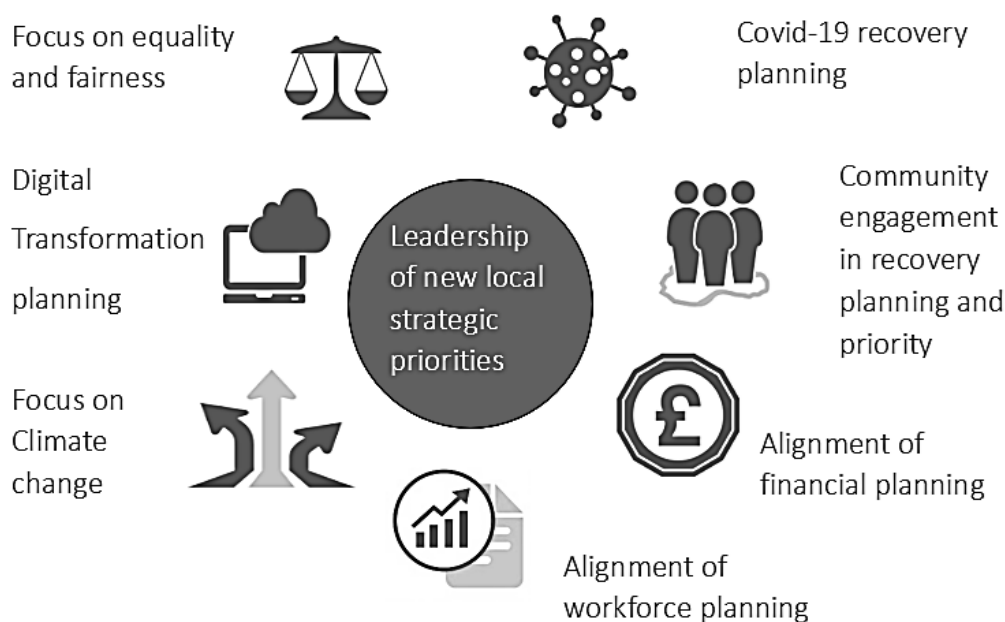 Focus on equality
and fairness
Covid-19 recovery
planning
Digital
Transformation
planning
Leadership
of new local
strategic
priorities
Community
engagement
in recovery
planning and
priority
Focus on
Climate
change
£
Alignment of
financial planning
Alignment of
workforce planning